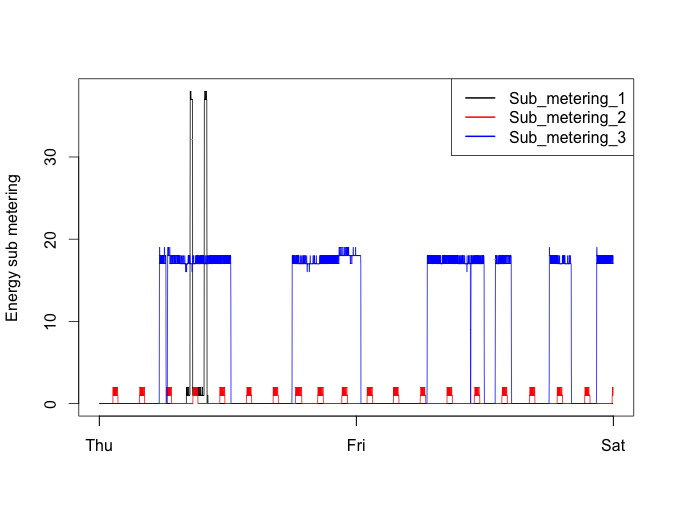 Sub_metering_1
Sub_metering_2
Sub_metering_3
Energy sub metering
30
20
10
0
Thu Fri Sat